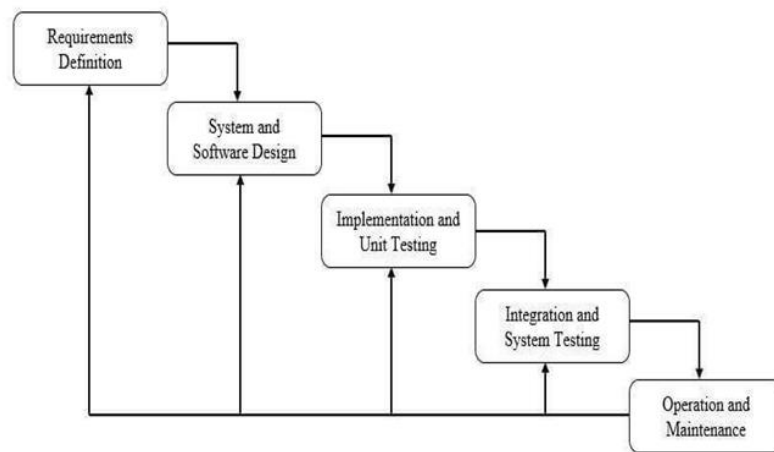 Requirements
Definition
System and
Software Design
Implementation and
Unit Testing
Integration and
System Testing
Operation and
Maintenance